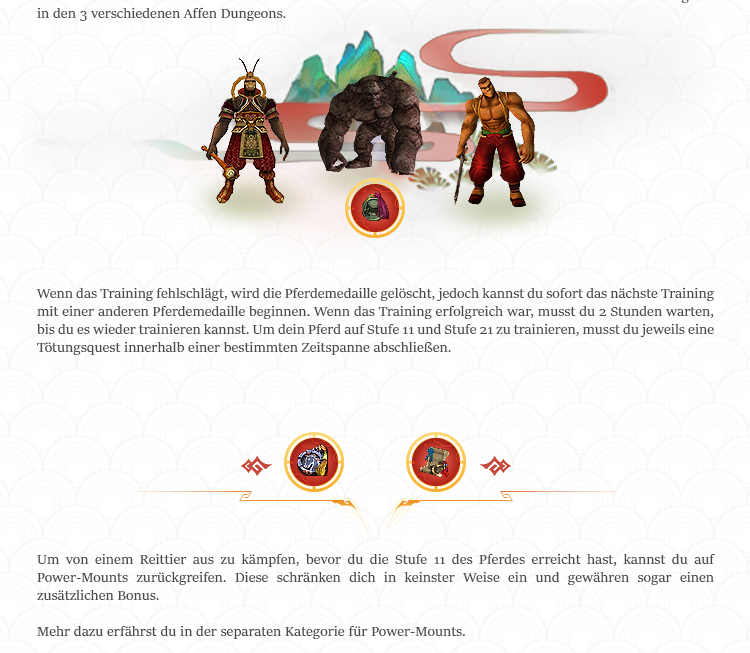 in den 3 verschiedenen Affen Dungeons.
Wenn das Training fehlschlägt, wird die Pferdemedaille gelöscht, jedoch kannst du sofort das nächste Training
mit einer anderen Pferdemedaille beginnen. Wenn das Training erfolgreich war, musst du 2 Stunden warten,
bis du es wieder trainieren kannst. Um dein Pferd auf Stufe 11 und Stufe 21 zu trainieren, musst du jeweils eine
Tötungsquest innerhalb einer bestimmten Zeitspanne abschließen.
Um von einem Reittier aus zu kämpfen, bevor du die Stufe 11 des Pferdes erreicht hast, kannst du auf
Power-Mounts zurückgreifen. Diese schränken dich in keinster Weise ein und gewähren sogar einen
zusätzlichen Bonus.
Mehr dazu erfährst du in der separaten Kategorie für Power-Mounts.